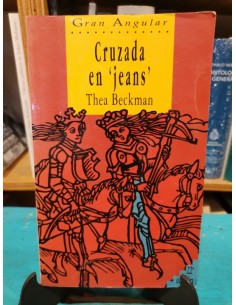 Gran Angular
Cruzada
en 'jeans'
Thea Beckman